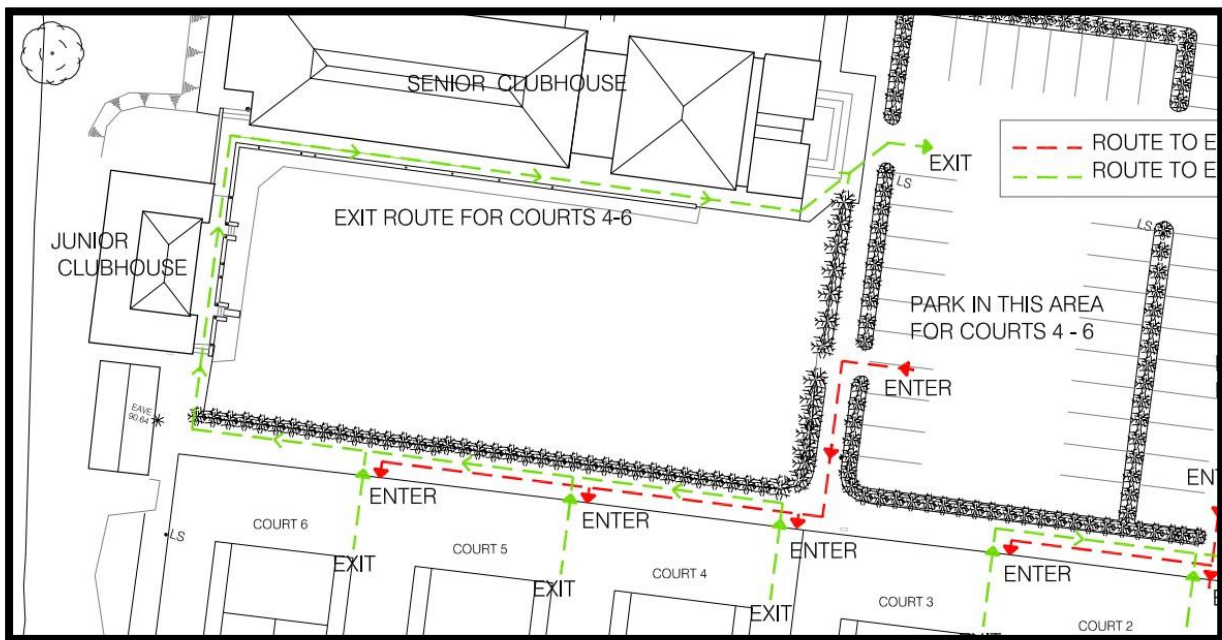 SENIOR CLUBHOUSE
ROUTE TO E
ROUTE TO E
EXIT
LS
EXIT ROUTE FOR COURTS 4-6
LS
JUNIOR
CLUBHOUSE
PARK IN THIS AREA
FOR COURTS 4 - 6
ENTER
EAVE
90.64
ENTER
ENTER
ENTER
ENTER
ENT
LS
COURT 6
COURT 5
COURT 4
COURT 3
COURT 2
EXIT
EXIT
EXIT
EXIT
E